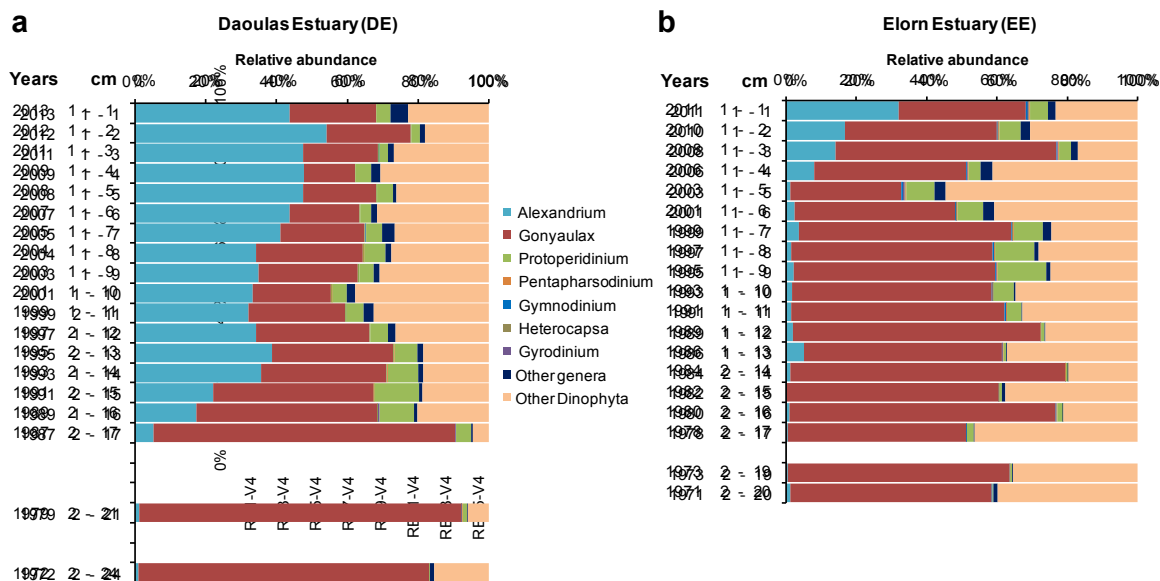 a
Daoulas Estuary (DE)
Relative abundance
Years cm
0% 20% 40% 60% 80% 100%
2013 1 - 1
2012 1 - 2
2011 1 - 3
2009 1 - 4
2008 1 - 5
2007 1 - 6
2005 1 - 7
2004 1 - 8
2003 1 - 9
2001 1 - 10
1999 2 - 11
1997 2 - 12
1995 2 - 13
1993 2 - 14
1991 2 - 15
1989 2 - 16
1987 2 - 17
1979 2 - 21
1972 2 - 24
0%
Alexandrium
Gonyaulax
Protoperidinium
Pentapharsodinium
Gymnodinium
Heterocapsa
Gyrodinium
Other genera
Other Dinophyta
b
Elorn Estuary (EE)
Relative abundance
Years cm
0% 20% 40% 60% 80% 100%
2011 1 - 1
2010 1 - 2
2008 1 - 3
2006 1 - 4
2003 1 - 5
2001 1 - 6
1999 1 - 7
1997 1 - 8
1995 1 - 9
1993 1 - 10
1991 1 - 11
1989 1 - 12
1986 1 - 13
1984 2 - 14
1982 2 - 15
1980 2 - 16
1978 2 - 17
1973 2 - 19
1971 2 - 20